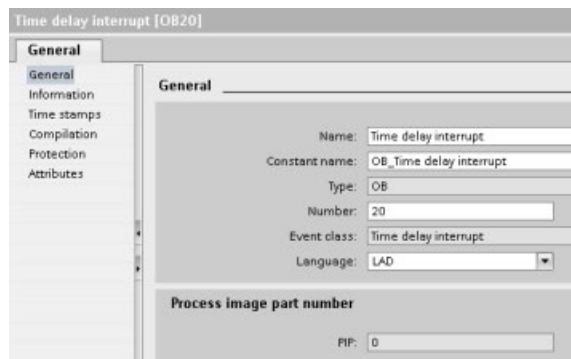 Time delay interrupt [OB20]
General
General
Information
Time stamps
Compilation
Protection
Attributes
General
Name: Time delay interrupt
Constant name: OB_Time delay interrupt
Type: OB
Number: 20
Event class: Time delay interrupt
Language: LAD
Process image part number
PIP: 0